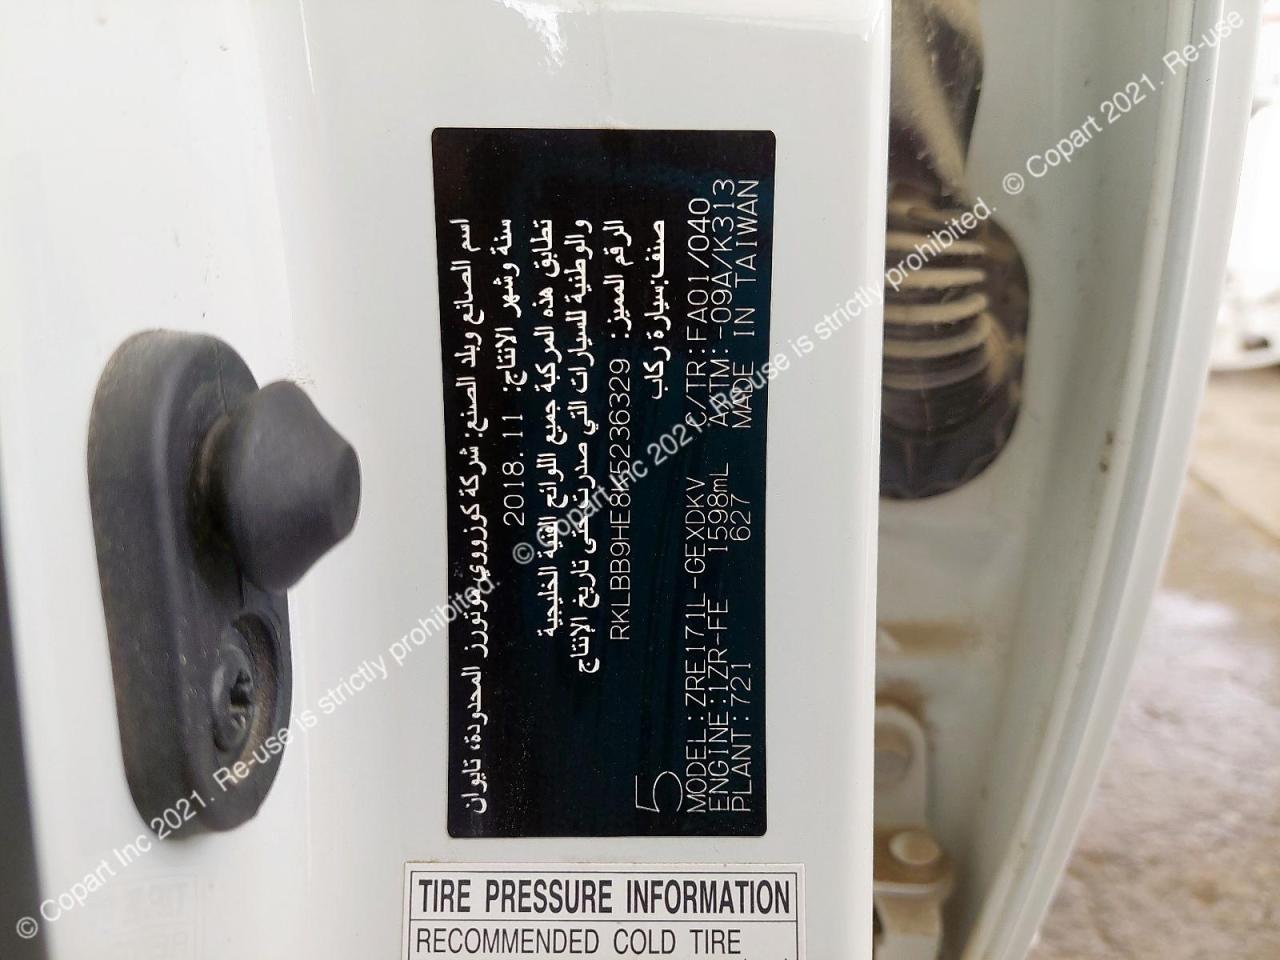 اسم الصانع وبلد الصنع: شركة كوزووي موتورز المحدودة، تايوان
سنة وشهر الانتاج: 2018.11
تطابق هذه المركبة جميع اللوائح الفنية الخليجية
والوطنية للسيارات التي صدرت حتى تاريخ الإنتاج
الرقم المميز: RKLBB9HE8K5236329
صنف:سيارة ركاب
5
MODEL:ZRE171L-GEXDKV C/TR:FA01/040
ENGINE:1ZR-FE 1598mL A/TM:-09A/K313
PLANT:721 627 MADE IN TAIWAN
TIRE PRESSURE INFORMATION
RECOMMENDED COLD TIRE
© Copart Inc 2021. Re-use is strictly prohibited.
© Copart Inc 2021. Re-use is strictly prohibited.
© Copart 2021. Re-use